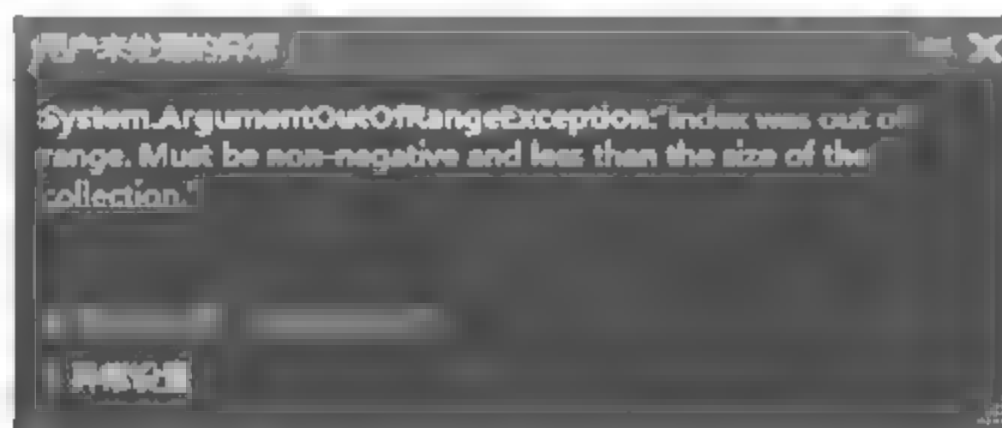 用户未处理的异常
System.ArgumentOutOfRangeException:"Index was out of
range. Must be non-negative and less than the size of the
collection."
异常设置